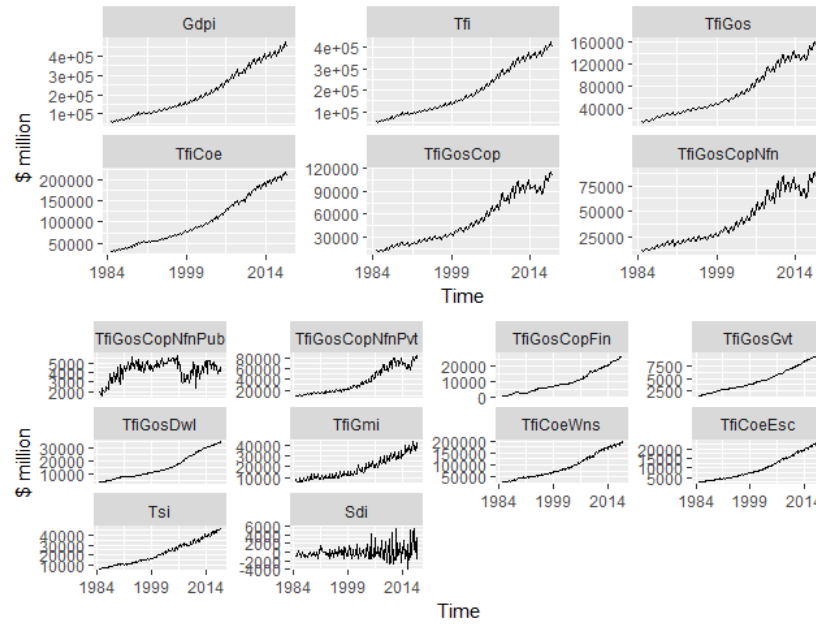 Gdpi Tfi TfiGos
4e+05 4e+05 160000
3e+05 3e+05 120000
2e+05 2e+05 80000
1e+05 1e+05 40000
TfiCoe TfiGosCop TfiGosCopNfn
200000 120000 75000
150000 90000 50000
100000 60000 25000
50000 30000
1984 1999 2014 1984 1999 2014 1984 1999 2014
Time
$ million
TfiGosCopNfnPub TfiGosCopNfnPvt TfiGosCopFin TfiGosGvt
5000 80000 20000 7500
4000 60000 10000 5000
3000 40000 0 2500
2000 20000
TfiGosDwl TfiGmi TfiCoeWns TfiCoeEsc
30000 40000 200000 20000
20000 30000 150000 15000
10000 20000 100000 10000
10000 50000 5000
1984 1999 2014 1984 1999 2014
Tsi Sdi
40000 6000
30000 4000
20000 2000
10000 0
-2000
-4000
1984 1999 2014 1984 1999 2014
Time
$ million